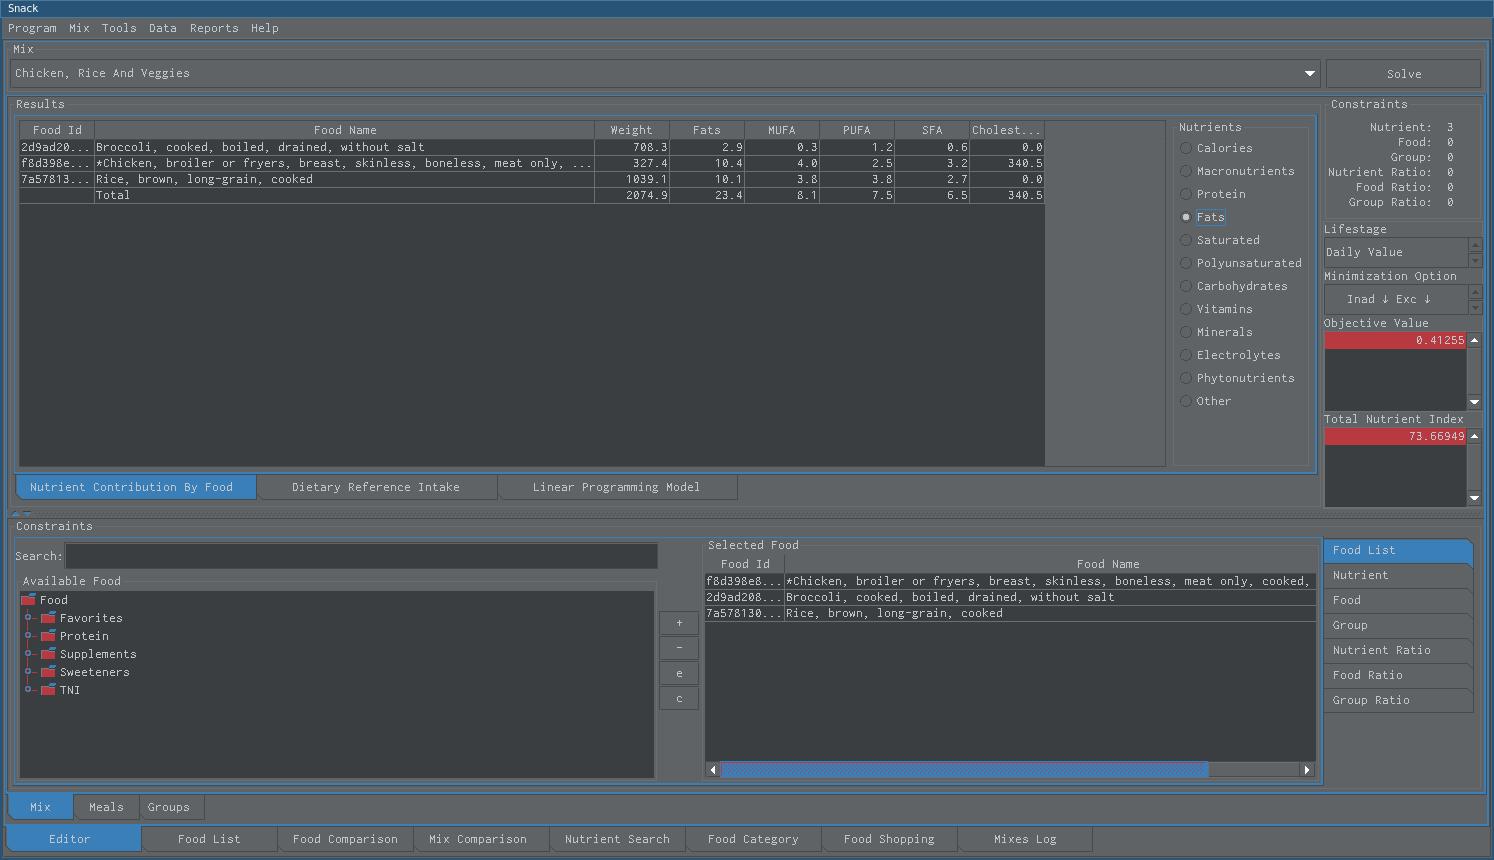 Snack
Program Mix Tools Data Reports Help
Mix
Chicken, Rice And Veggies
Solve
Results
Food Id Food Name Weight Fats MUFA PUFA SFA Cholest...
2d9ad20... Broccoli, cooked, boiled, drained, without salt 708.3 2.9 0.3 1.2 0.6 0.0
f8d398e... *Chicken, broiler or fryers, breast, skinless, boneless, meat only, ... 327.4 10.4 4.0 2.5 3.2 340.5
7a57813... Rice, brown, long-grain, cooked 1039.1 10.1 3.8 3.8 2.7 0.0
Total 2074.9 23.4 8.1 7.5 6.5 340.5
Nutrients
Calories
Macronutrients
Protein
Fats
Saturated
Polyunsaturated
Carbohydrates
Vitamins
Minerals
Electrolytes
Phytonutrients
Other
Constraints
Nutrient: 3
Food: 0
Group: 0
Nutrient Ratio: 0
Food Ratio: 0
Group Ratio: 0
Lifestage
Daily Value
Minimization Option
Inad ↓ Exc ↓
Objective Value
0.41255
Total Nutrient Index
73.66949
Nutrient Contribution By Food Dietary Reference Intake Linear Programming Model
Constraints
Search:
Available Food
Food
Favorites
Protein
Supplements
Sweeteners
TNI
+
-
e
c
Selected Food
Food Id Food Name
f8d398e8... *Chicken, broiler or fryers, breast, skinless, boneless, meat only, cooked,
2d9ad208... Broccoli, cooked, boiled, drained, without salt
7a578130... Rice, brown, long-grain, cooked
Food List
Nutrient
Food
Group
Nutrient Ratio
Food Ratio
Group Ratio
Mix Meals Groups
Editor Food List Food Comparison Mix Comparison Nutrient Search Food Category Food Shopping Mixes Log